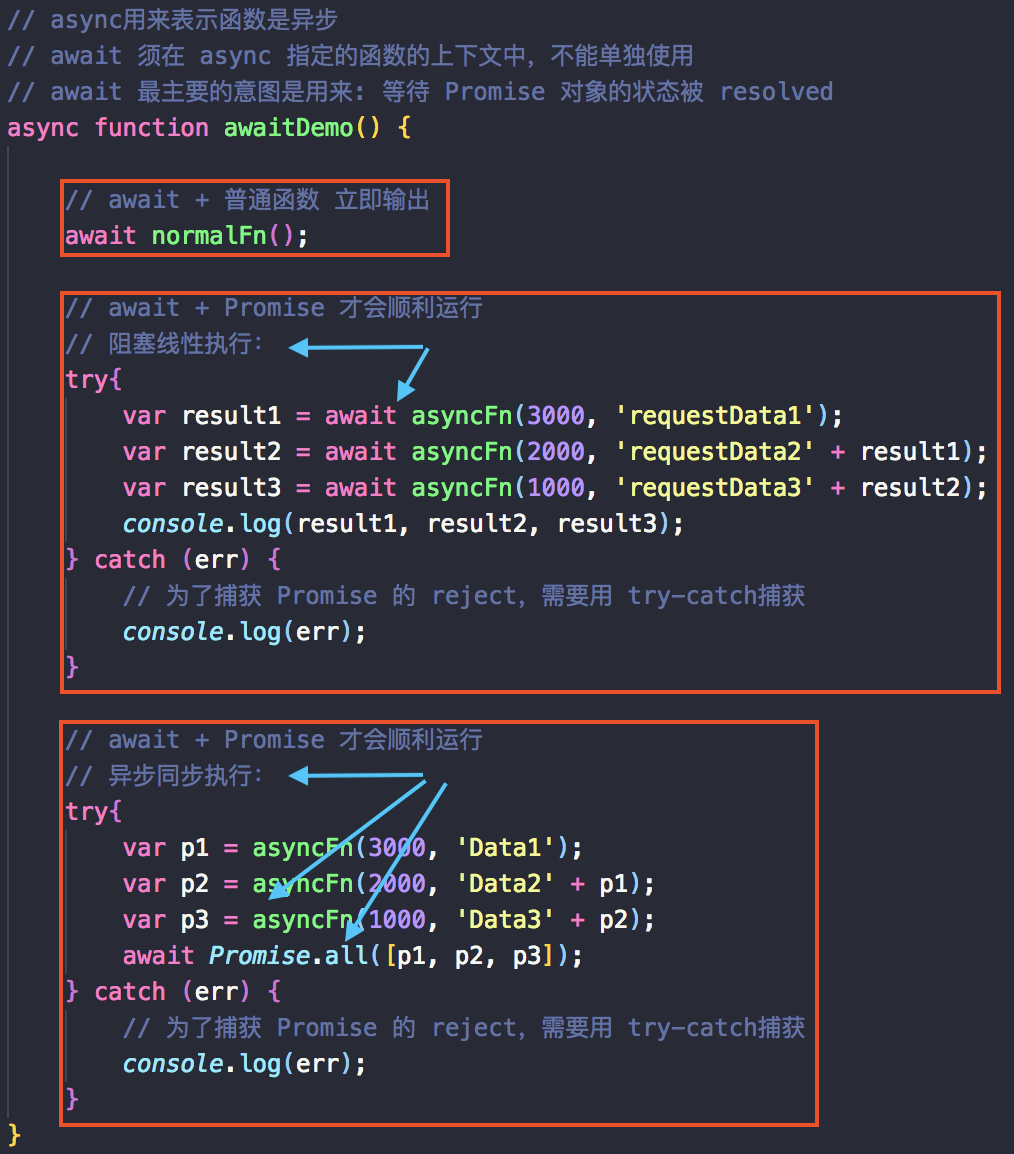 // async用来表示函数是异步
// await 须在 async 指定的函数的上下文中，不能单独使用
// await 最主要的意图是用来: 等待 Promise 对象的状态被 resolved
async function awaitDemo() {
// await + 普通函数 立即输出
await normalFn();
// await + Promise 才会顺利运行
// 阻塞线性执行:
try{
var result1 = await asyncFn(3000, 'requestData1');
var result2 = await asyncFn(2000, 'requestData2' + result1);
var result3 = await asyncFn(1000, 'requestData3' + result2);
console.log(result1, result2, result3);
} catch (err) {
// 为了捕获 Promise 的 reject，需要用 try-catch捕获
console.log(err);
}
// await + Promise 才会顺利运行
// 异步同步执行:
try{
var p1 = asyncFn(3000, 'Data1');
var p2 = asyncFn(2000, 'Data2' + p1);
var p3 = asyncFn(1000, 'Data3' + p2);
await Promise.all([p1, p2, p3]);
} catch (err) {
// 为了捕获 Promise 的 reject，需要用 try-catch捕获
console.log(err);
}
}